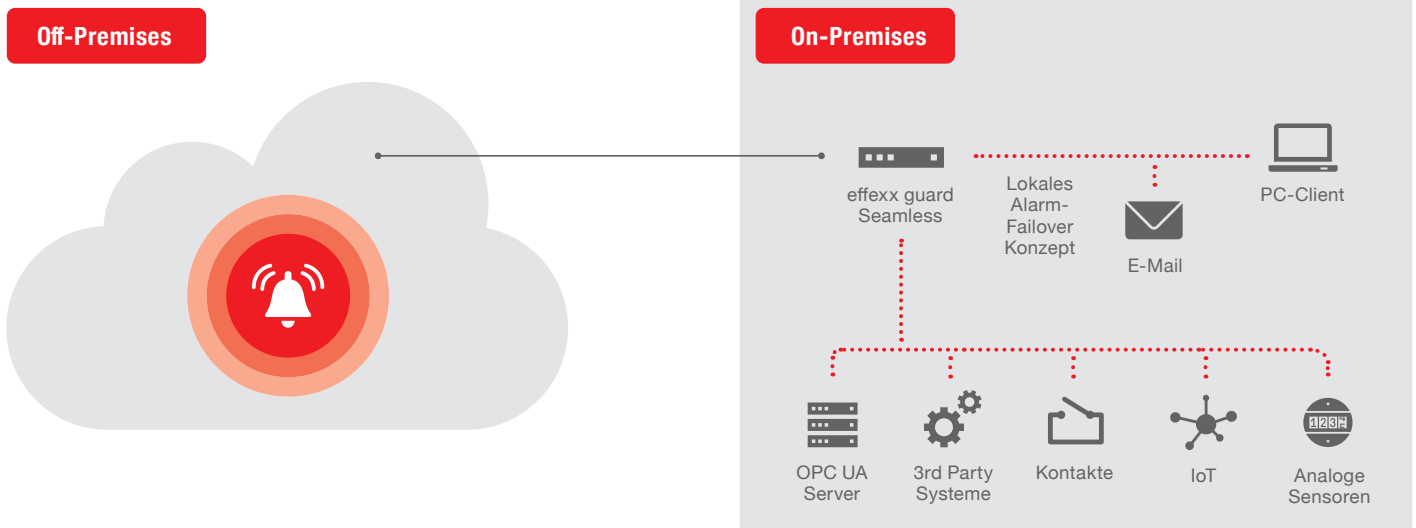 Off-Premises
On-Premises
effexx guard
Seamless
Lokales
Alarm-
Failover
Konzept
E-Mail
PC-Client
OPC UA
Server
3rd Party
Systeme
Kontakte
IoT
Analoge
Sensoren